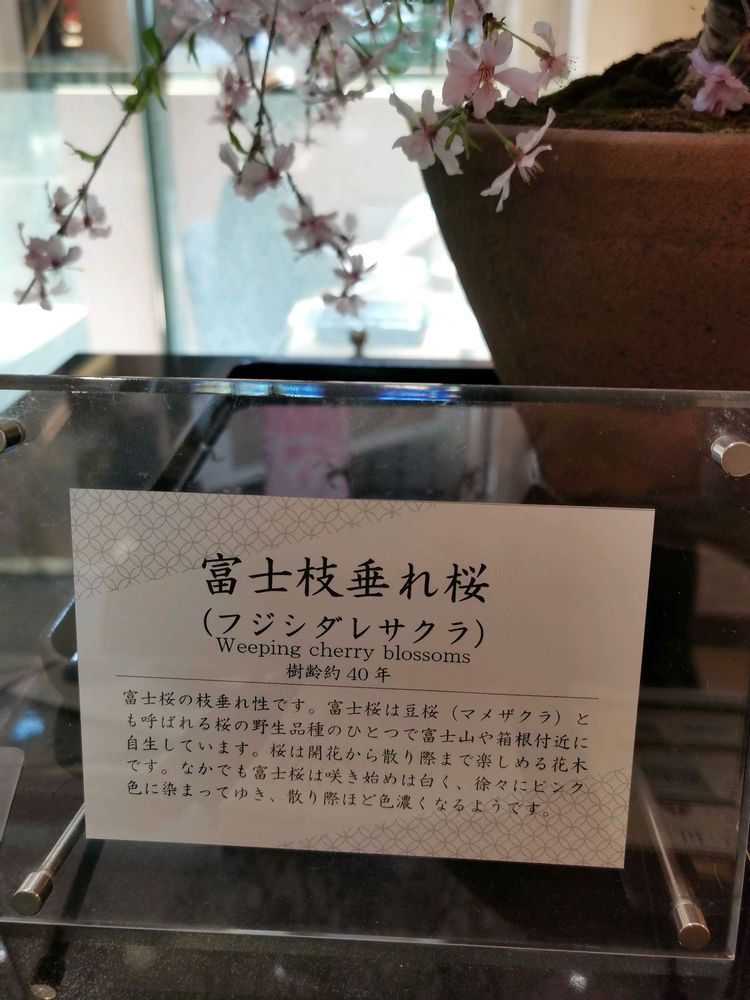 富士枝垂れ桜
(フジシダレサクラ)
Weeping cherry blossoms
樹齢約40年
富士桜の枝垂れ性です。富士桜は豆桜（マメザクラ）と
も呼ばれる桜の野生品種のひとつで富士山や箱根付近に
自生しています。桜は開花から散り際まで楽しめる花木
です。なかでも富士桜は咲き始めは白く、徐々にピンク
色に染まってゆき、散り際ほど色濃くなるようです。